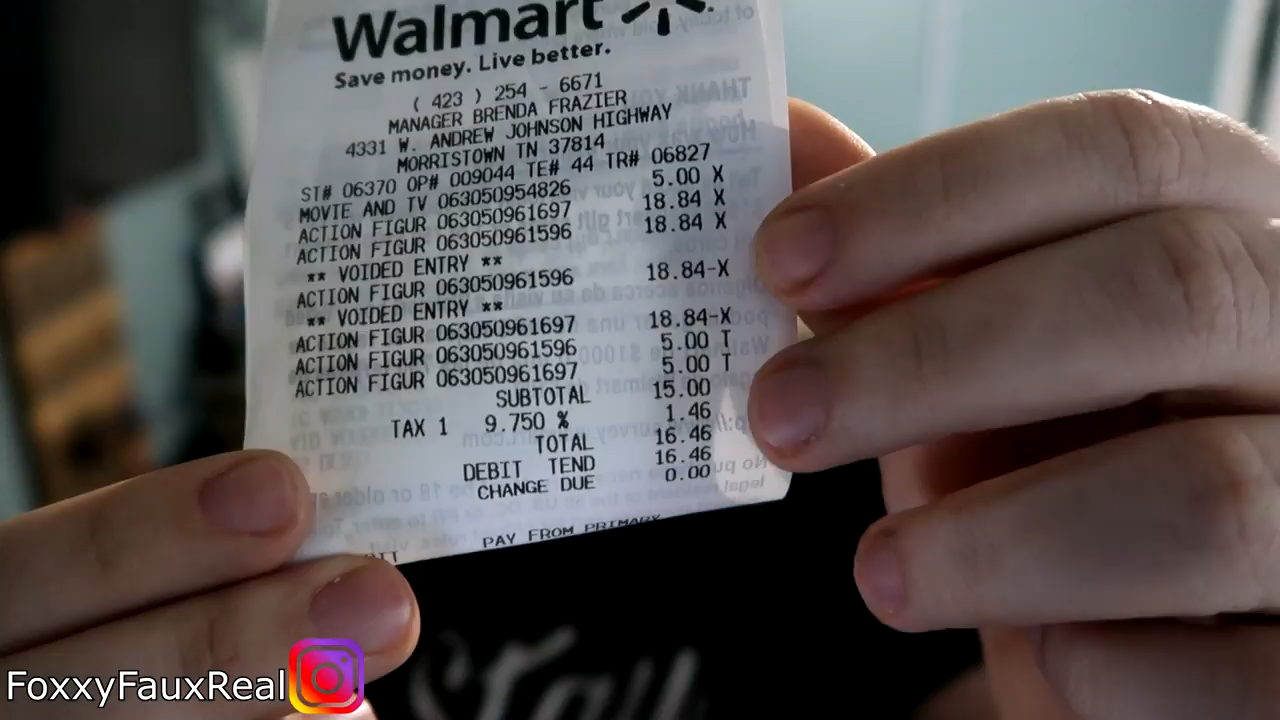 Walmart
Save money. Live better.
( 423 ) 254 - 6671
MANAGER BRENDA FRAZIER
4331 W. ANDREW JOHNSON HIGHWAY
MORRISTOWN TN 37814
ST# 06370 OP# 009044 TE# 44 TR# 06827
MOVIE AND TV 063050954826 5.00 X
ACTION FIGUR 063050961697 18.84 X
ACTION FIGUR 063050961596 18.84 X
** VOIDED ENTRY **
ACTION FIGUR 063050961596 18.84-X
** VOIDED ENTRY **
ACTION FIGUR 063050961697 18.84-X
ACTION FIGUR 063050961596 5.00 T
ACTION FIGUR 063050961697 5.00 T
SUBTOTAL 15.00
TAX 1 9.750 % 1.46
TOTAL 16.46
DEBIT TEND 16.46
CHANGE DUE 0.00
PAY FROM PRIMARY
FoxxyFauxReal